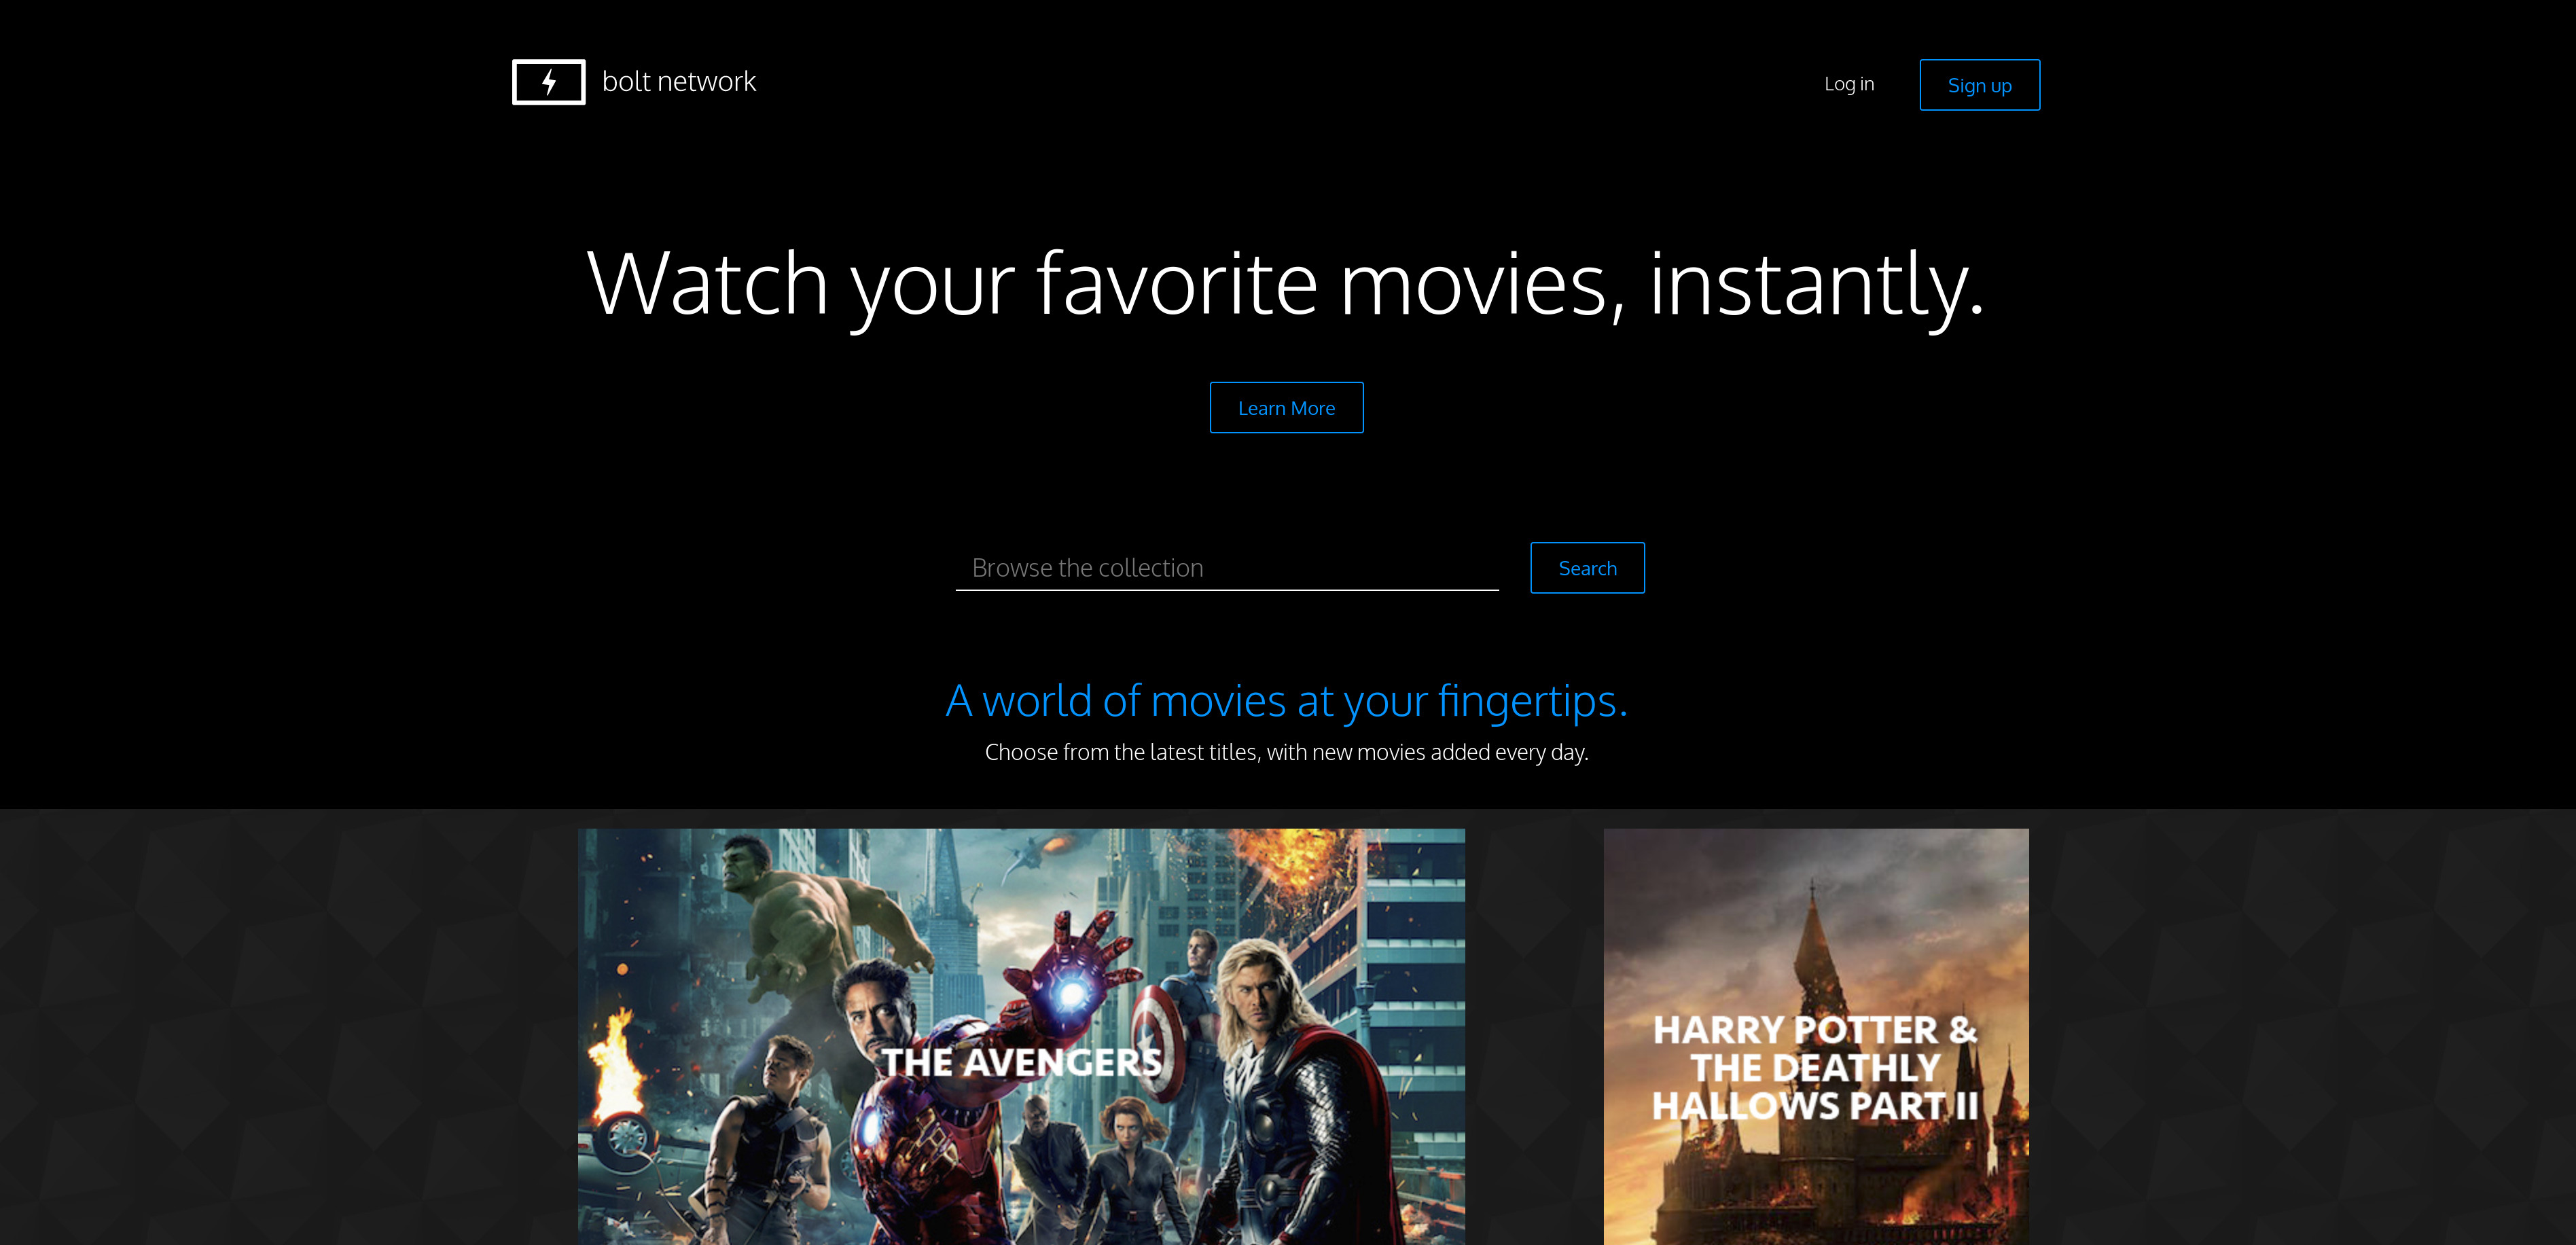 bolt network
Log in
Sign up
Watch your favorite movies, instantly.
Learn More
Browse the collection
Search
A world of movies at your fingertips.
Choose from the latest titles, with new movies added every day.
THE AVENGERS
HARRY POTTER &
THE DEATHLY
HALLOWS PART II